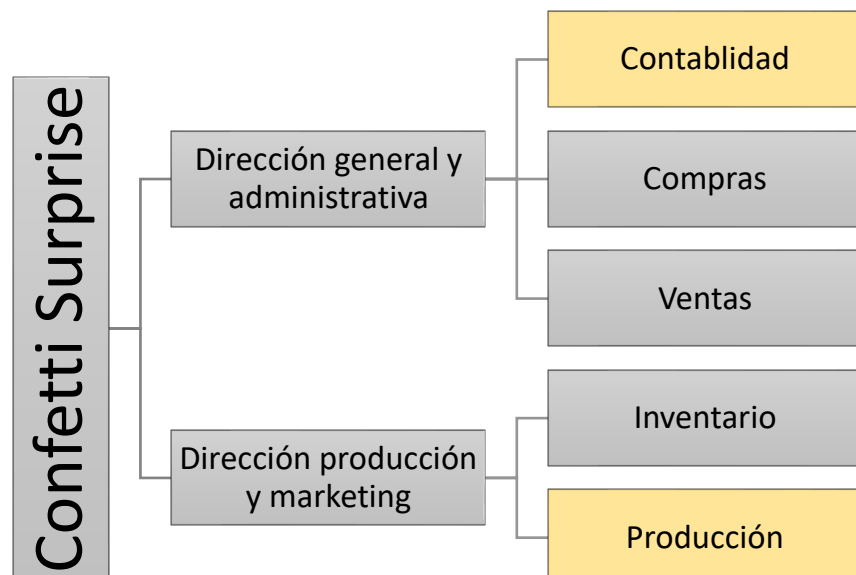 Confetti Surprise
Dirección general y
administrativa
Contablidad
Compras
Ventas
Dirección producción
y marketing
Inventario
Producción